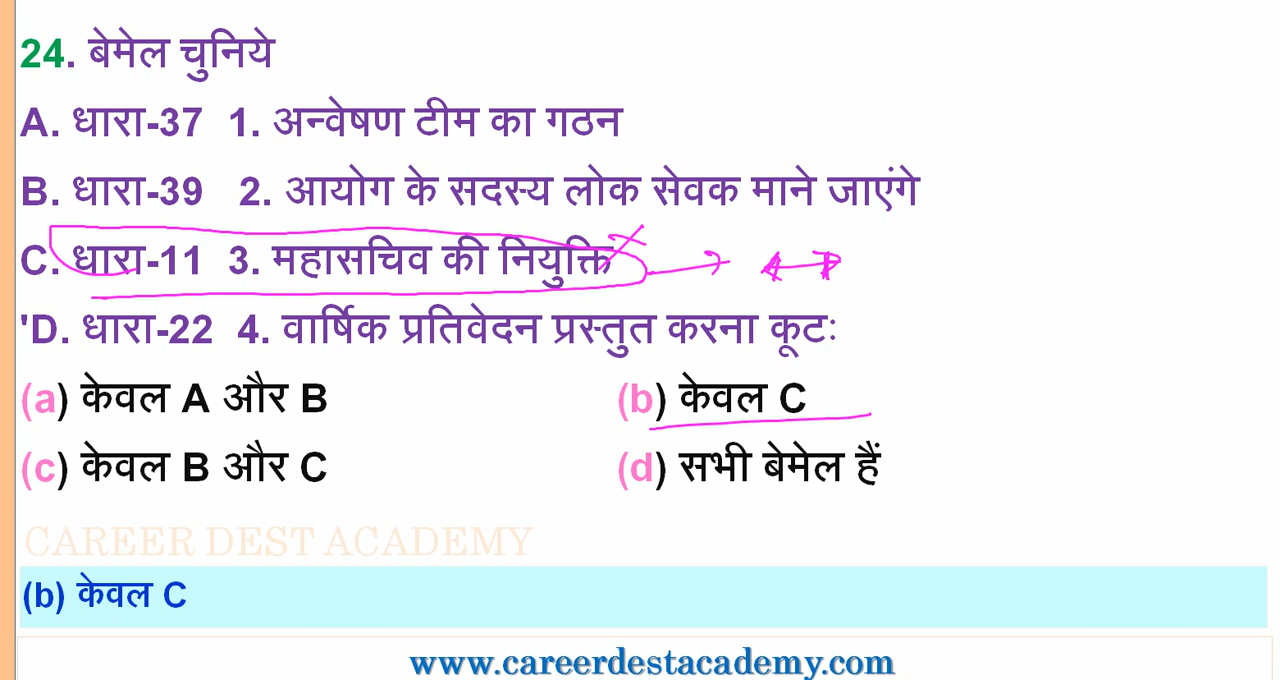 24. बेमेल चुनिये
A. धारा-37 1. अन्वेषण टीम का गठन
B. धारा-39 2. आयोग के सदस्य लोक सेवक माने जाएंगे
C. धारा-11 3. महासचिव की नियुक्ति
'D. धारा-22 4. वार्षिक प्रतिवेदन प्रस्तुत करना कूटः
(a) केवल A और B (b) केवल C
(c) केवल B और C (d) सभी बेमेल हैं
CAREER DEST ACADEMY
(b) केवल C
www.careerdestacademy.com